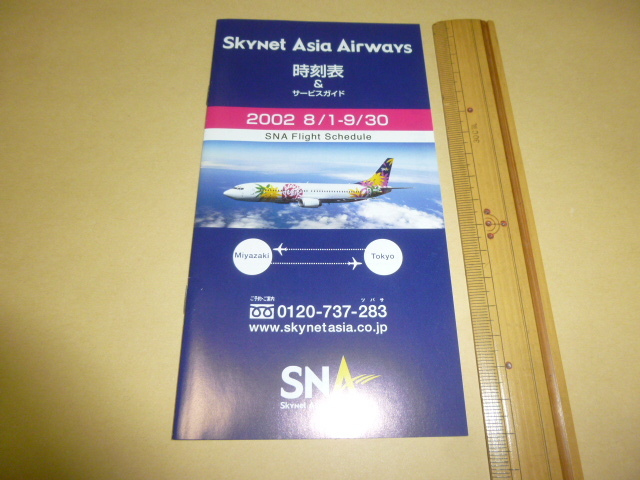 Skynet Asia Airways
時刻表
&
サービスガイド
2002 8/1-9/30
SNA Flight Schedule
Miyazaki
Tokyo
ご予約・ご案内
ツバサ
0120-737-283
www.skynetasia.co.jp
SNA
Skynet